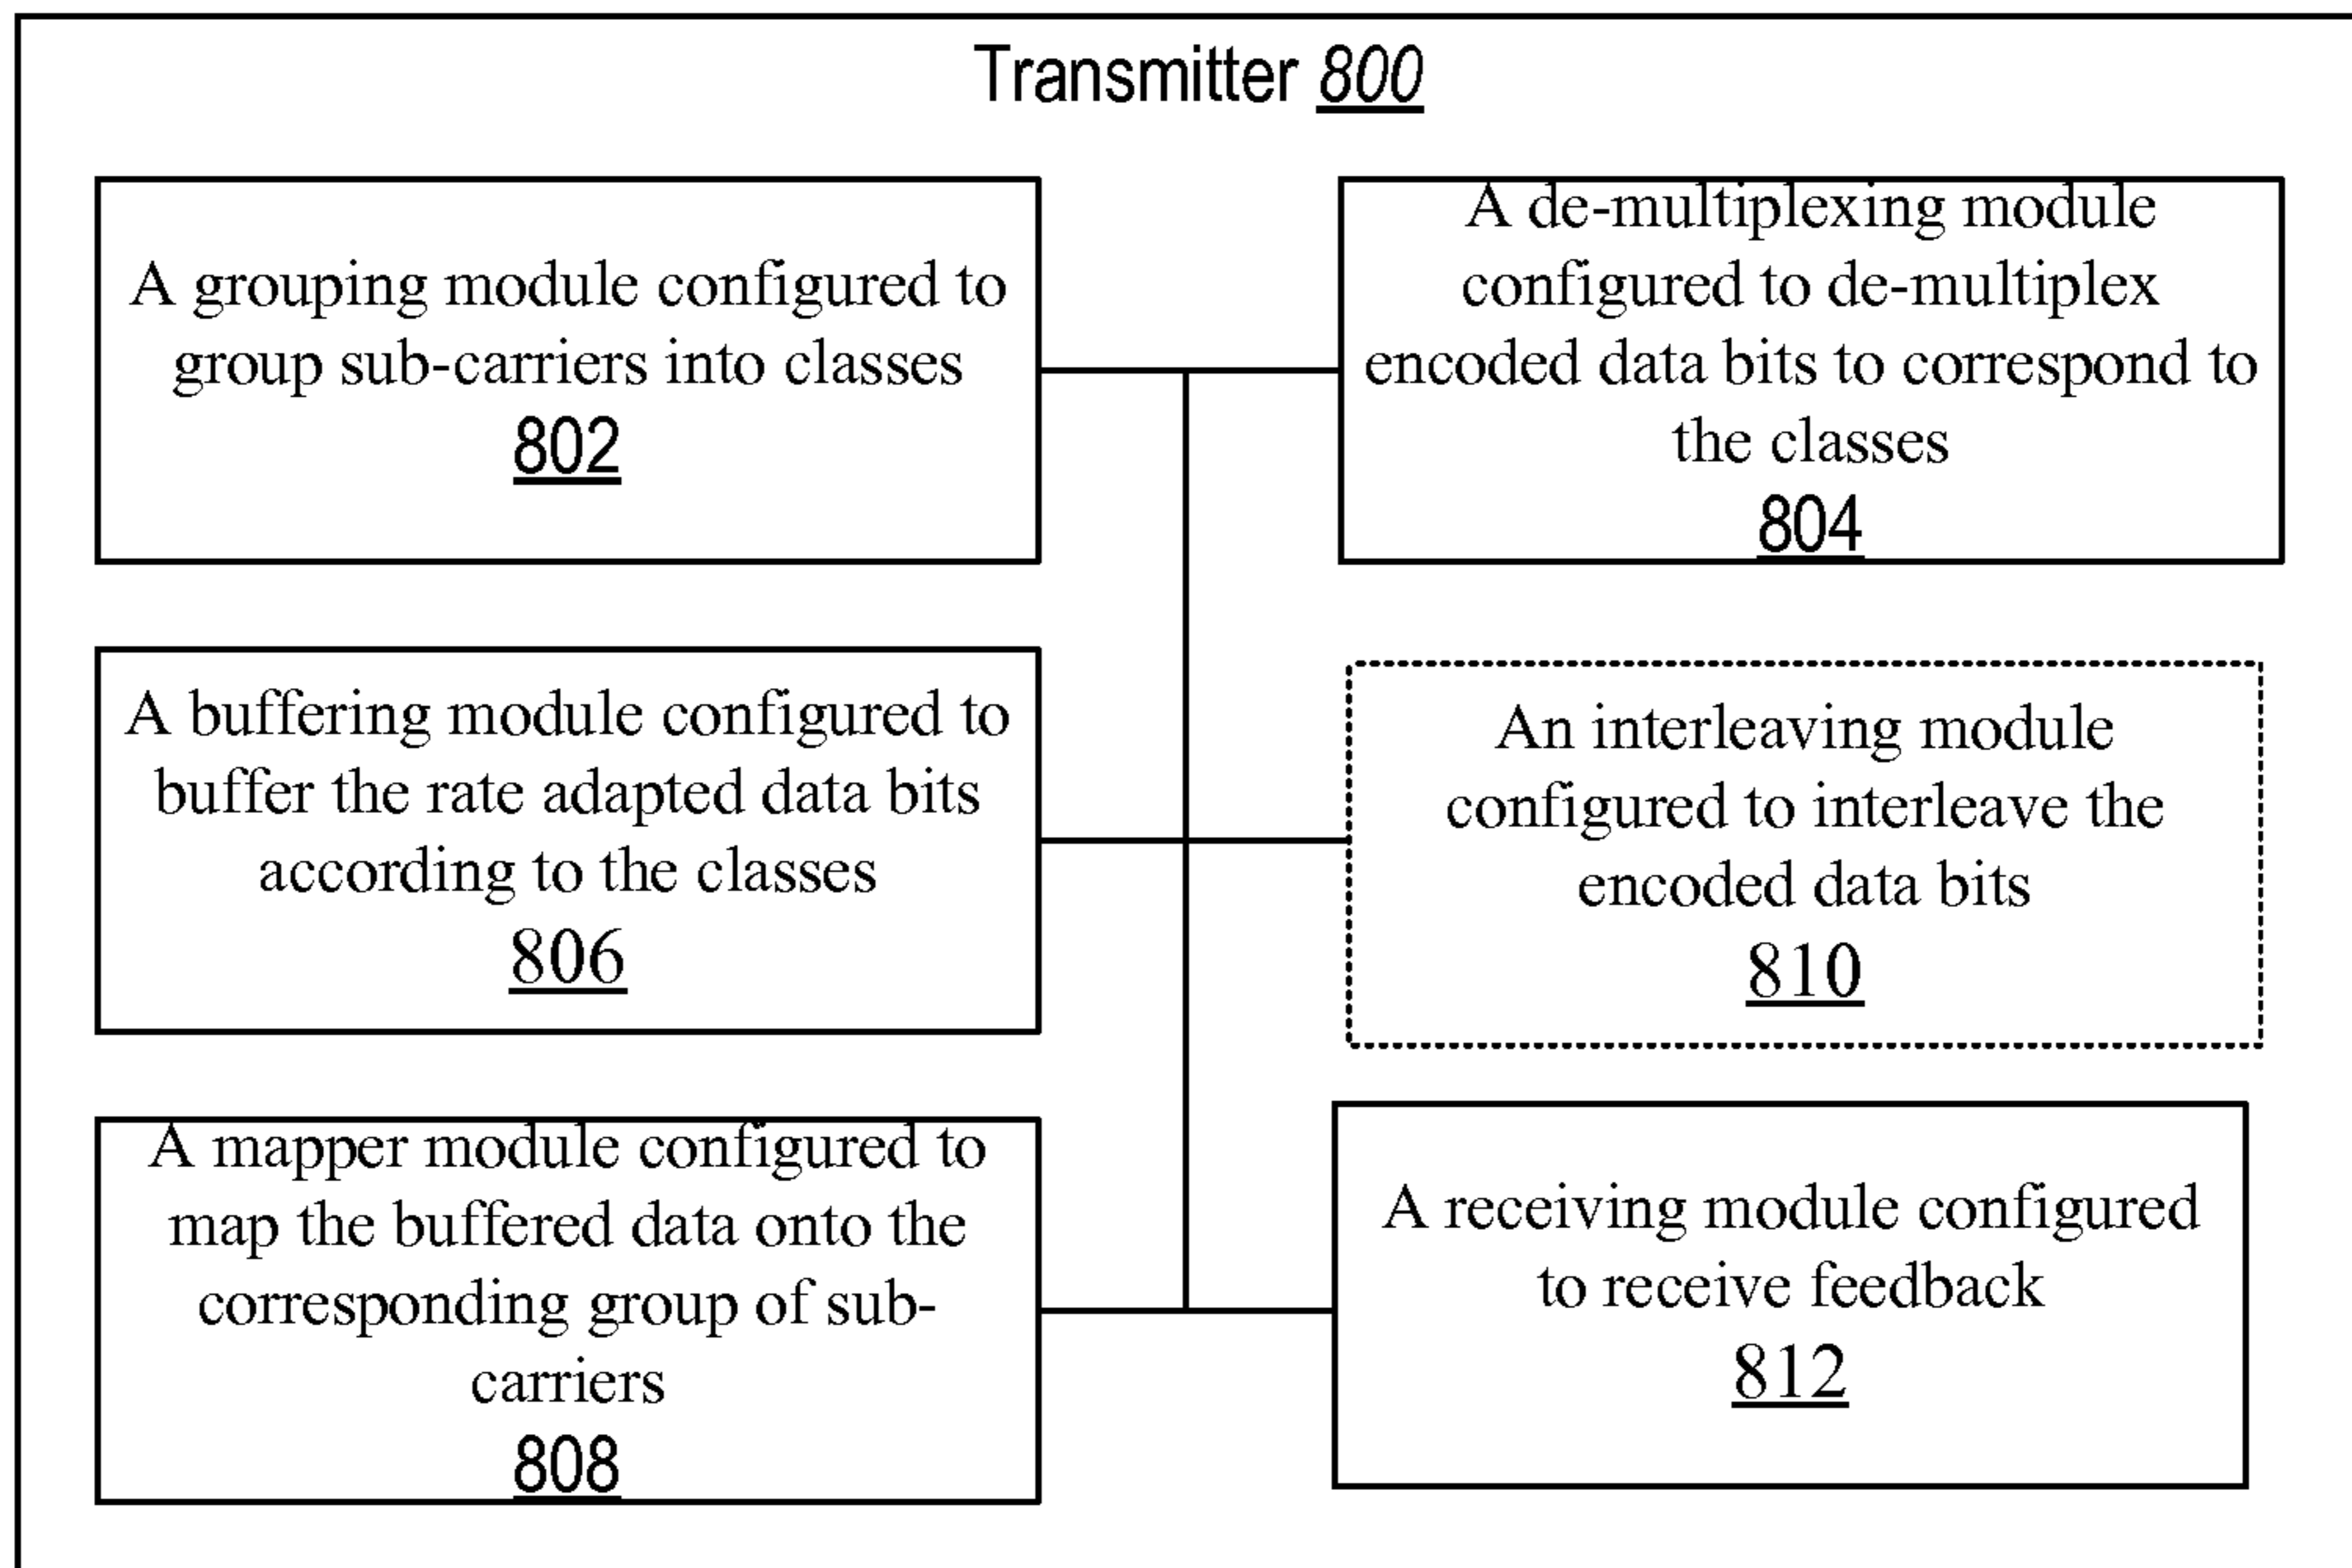 Transmitter 800
A grouping module configured to
group sub-carriers into classes
802
A de-multiplexing module
configured to de-multiplex
encoded data bits to correspond to
the classes
804
A buffering module configured to
buffer the rate adapted data bits
according to the classes
806
An interleaving module
configured to interleave the
encoded data bits
810
A mapper module configured to
map the buffered data onto the
corresponding group of sub-
carriers
808
A receiving module configured
to receive feedback
812